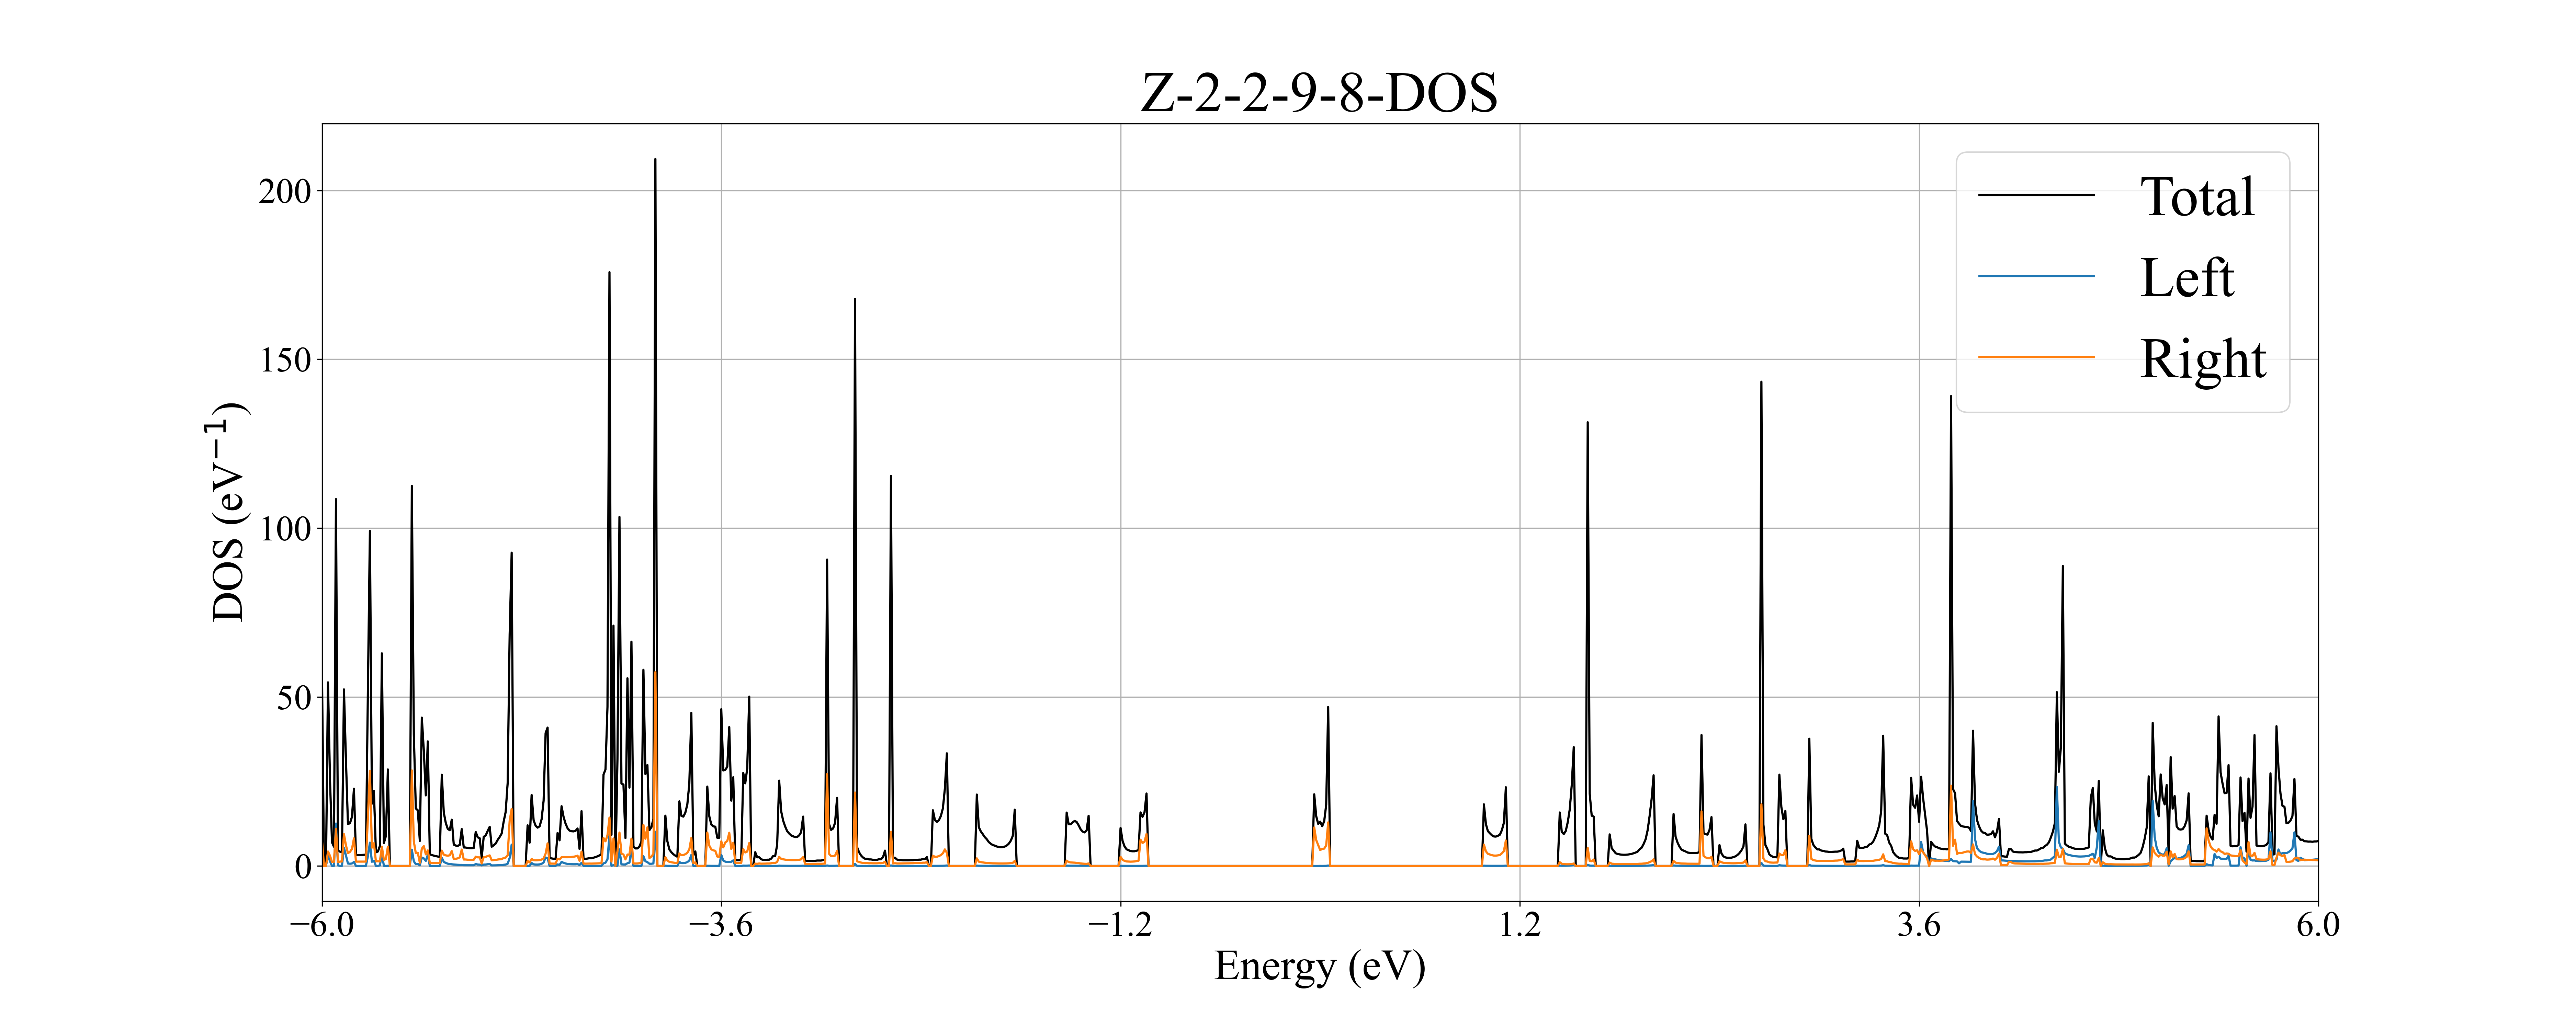 Z-2-2-9-8-DOS
DOS (eV⁻¹)
200
150
100
50
0
Total
Left
Right
−6.0 −3.6 −1.2 1.2 3.6 6.0
Energy (eV)